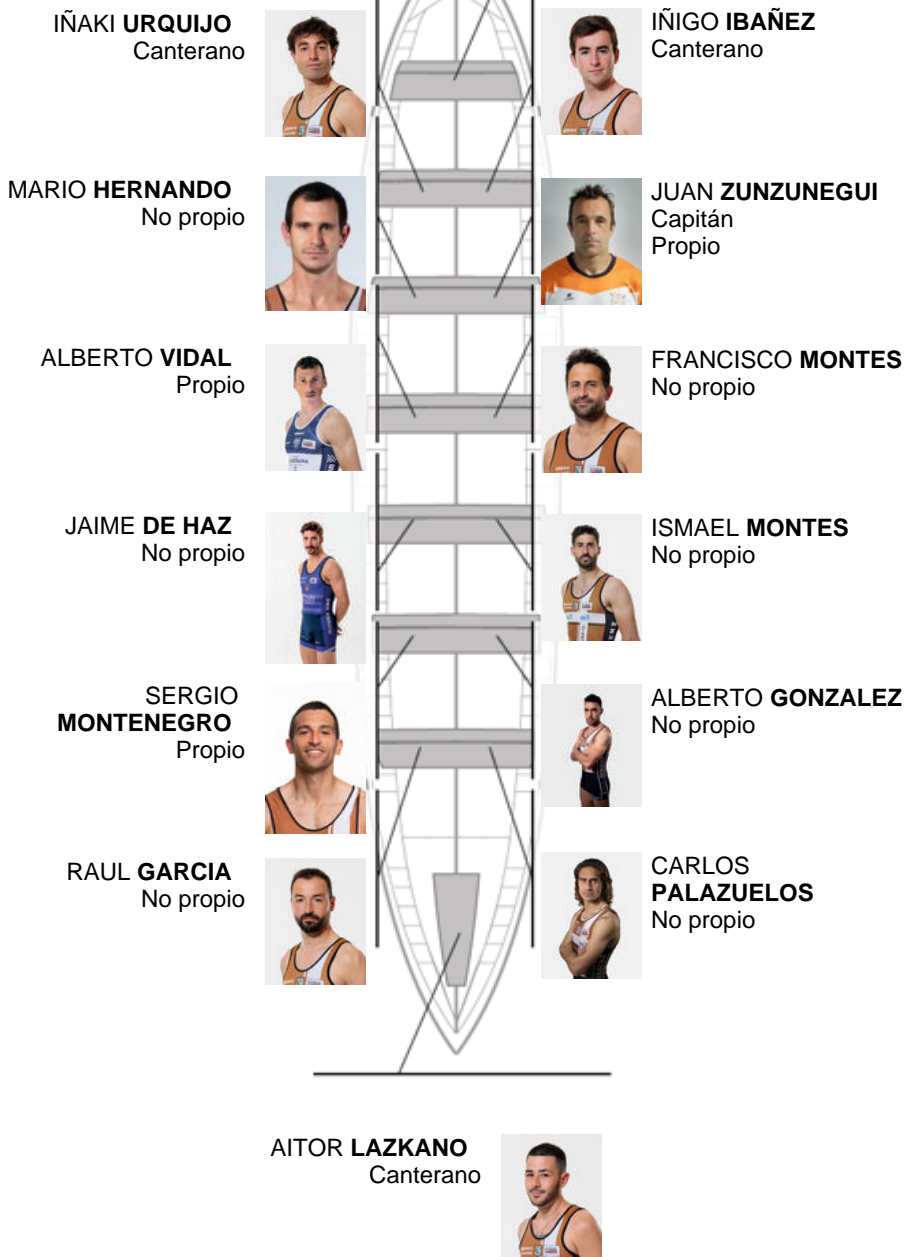 IÑAKI URQUIJO
Canterano
IÑIGO IBAÑEZ
Canterano
MARIO HERNANDO
No propio
JUAN ZUNZUNEGUI
Capitán
Propio
ALBERTO VIDAL
Propio
FRANCISCO MONTES
No propio
JAIME DE HAZ
No propio
ISMAEL MONTES
No propio
SERGIO
MONTENEGRO
Propio
ALBERTO GONZALEZ
No propio
RAUL GARCIA
No propio
CARLOS
PALAZUELOS
No propio
AITOR LAZKANO
Canterano